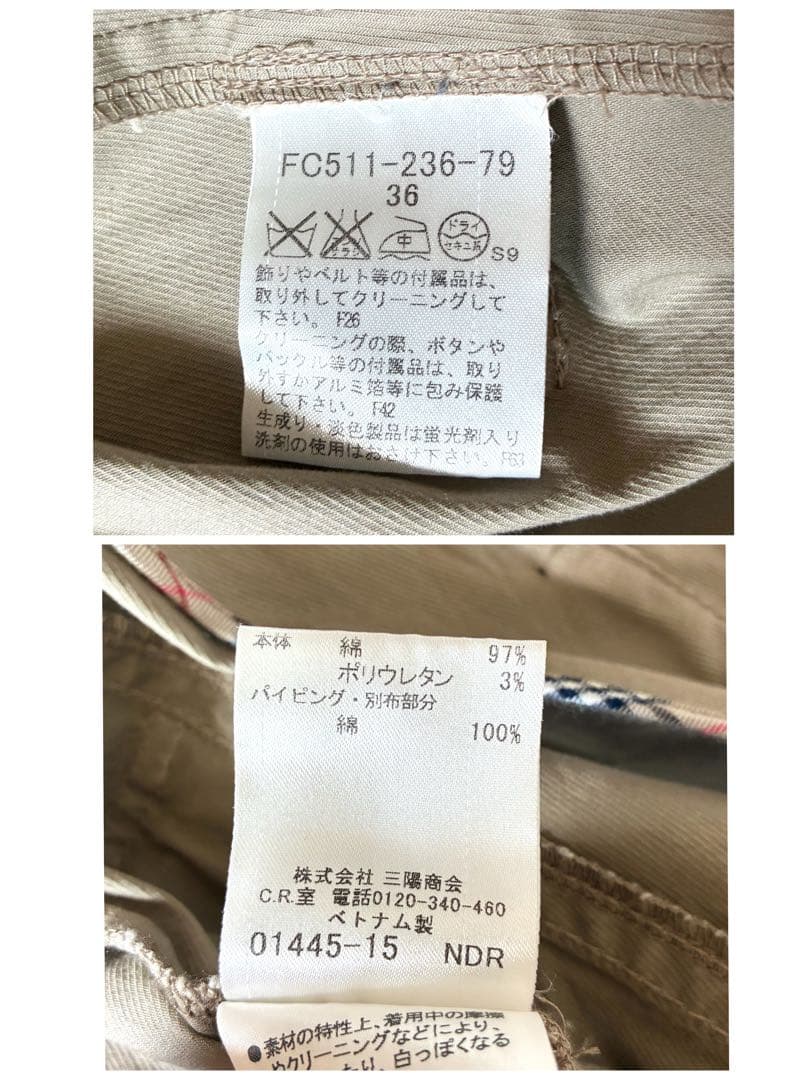 FC511-236-79
36
中
ドライ
セキユ系
S9
飾りやベルト等の付属品は、
取り外してクリーニングして
下さい。 F26
クリーニングの際、ボタンや
バックル等の付属品は、取り
外すかアルミ箔等に包み保護
して下さい。 F42
生成り・淡色製品は蛍光剤入り
洗剤の使用はおさけ下さい。 F63
本体 綿 97%
ポリウレタン 3%
パイピング・別布部分
綿 100%
株式会社 三陽商会
C.R.室 電話0120-340-460
ベトナム製
01445-15 NDR
●素材の特性上、着用中の摩擦
やクリーニングなどにより、
白っぽくなる